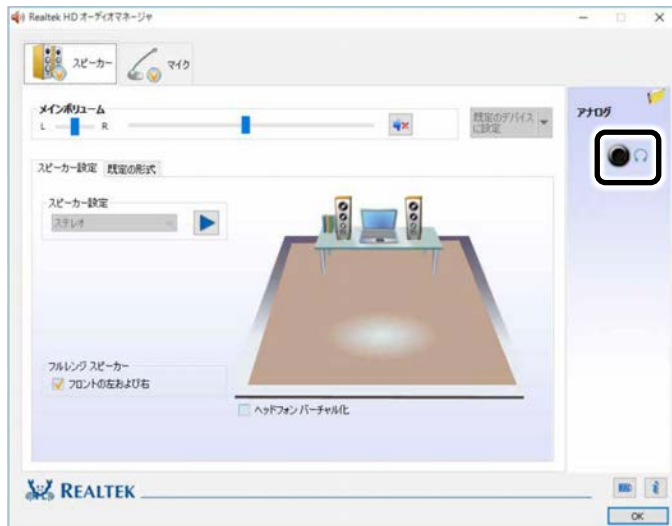 Realtek HD オーディオマネージャ
スピーカー
マイク
メインボリューム
L
R
既定のデバイス
に設定
アナログ
スピーカー設定
既定の形式
スピーカー設定
ステレオ
フルレンジ スピーカー
フロントの左および右
ヘッドフォン バーチャル化
REALTEK
OK